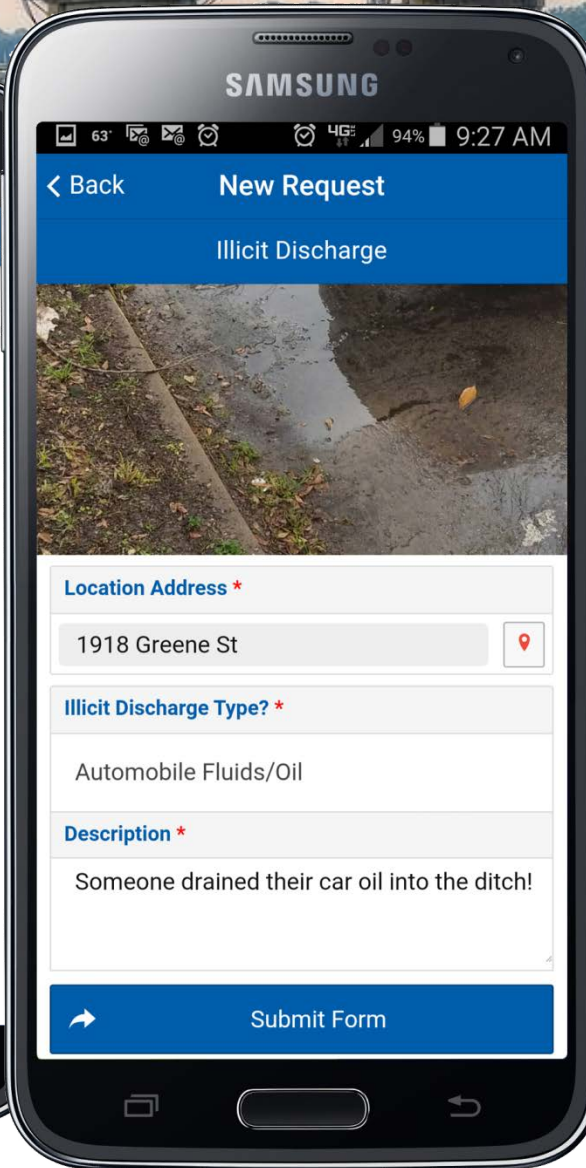 SAMSUNG
63° 4G 94% 9:27 AM
Back New Request
Illicit Discharge
Location Address *
1918 Greene St
Illicit Discharge Type? *
Automobile Fluids/Oil
Description *
Someone drained their car oil into the ditch!
Submit Form